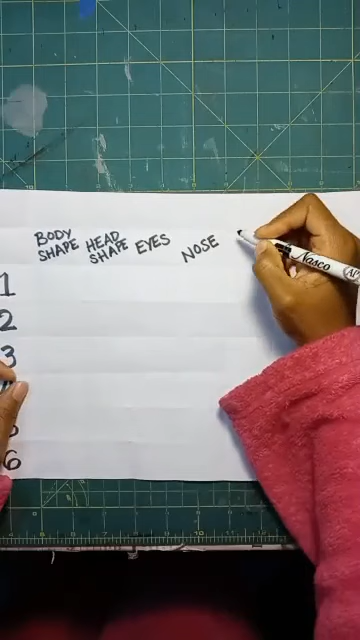 BODY SHAPE
HEAD SHAPE
EYES
NOSE
1
2
3
6
Nasco